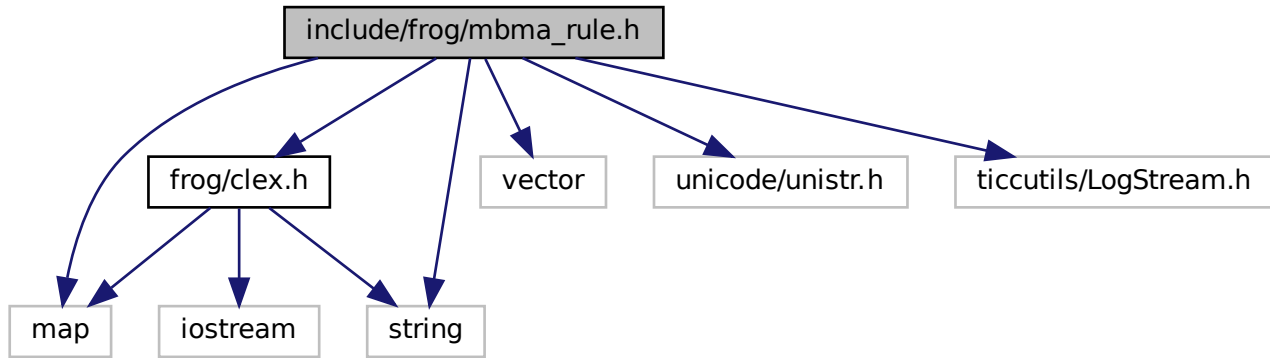 include/frog/mbma_rule.h
frog/clex.h
vector
unicode/unistr.h
ticcutils/LogStream.h
map
iostream
string